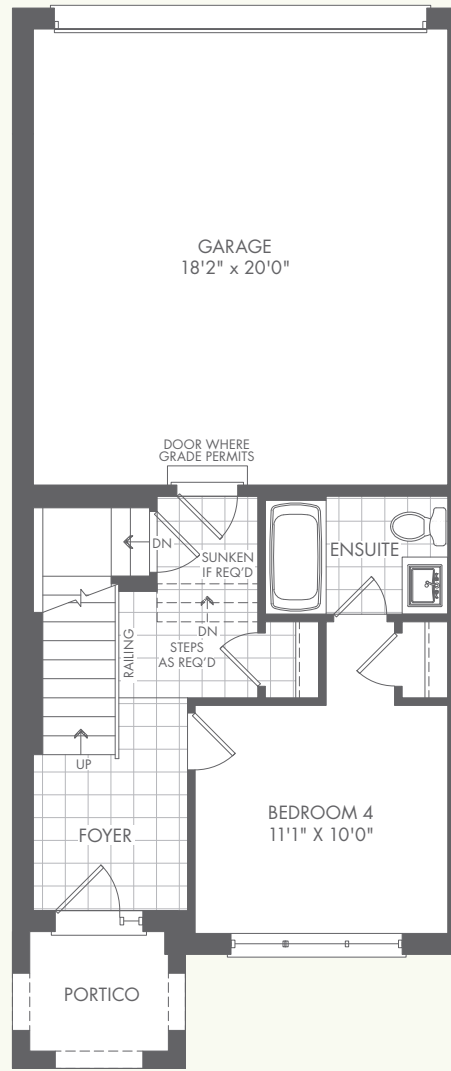 GARAGE
18'2" x 20'0"
DOOR WHERE
GRADE PERMITS
DN
SUNKEN
IF REQ'D
ENSUITE
DN
STEPS
AS REQ'D
RAILING
UP
FOYER
BEDROOM 4
11'1" X 10'0"
PORTICO